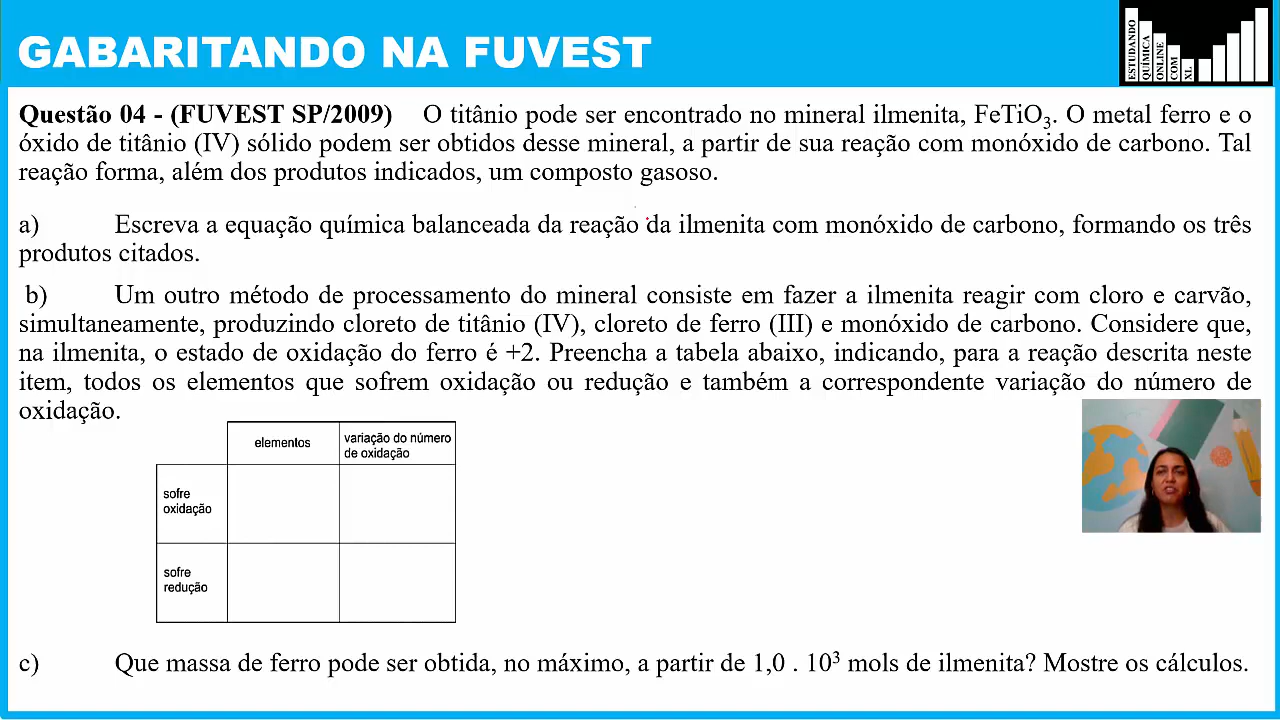 GABARITANDO NA FUVEST
ESTUDANDO
QUÍMICA
ONLINE
COM
XL
Questão 04 - (FUVEST SP/2009) O titânio pode ser encontrado no mineral ilmenita, FeTiO₃. O metal ferro e o
óxido de titânio (IV) sólido podem ser obtidos desse mineral, a partir de sua reação com monóxido de carbono. Tal
reação forma, além dos produtos indicados, um composto gasoso.
a) Escreva a equação química balanceada da reação da ilmenita com monóxido de carbono, formando os três
produtos citados.
b) Um outro método de processamento do mineral consiste em fazer a ilmenita reagir com cloro e carvão,
simultaneamente, produzindo cloreto de titânio (IV), cloreto de ferro (III) e monóxido de carbono. Considere que,
na ilmenita, o estado de oxidação do ferro é +2. Preencha a tabela abaixo, indicando, para a reação descrita neste
item, todos os elementos que sofrem oxidação ou redução e também a correspondente variação do número de
oxidação.
elementos
variação do número
de oxidação
sofre
oxidação
sofre
redução
c) Que massa de ferro pode ser obtida, no máximo, a partir de 1,0 . 10³ mols de ilmenita? Mostre os cálculos.